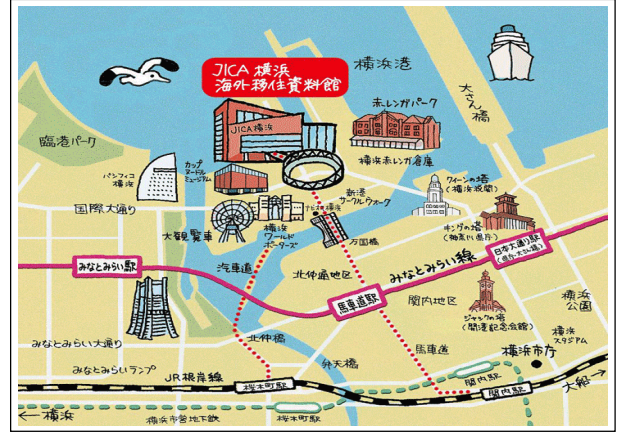 JICA 横浜
海外移住資料館
横浜港
大さん
橋
赤レンガパーク
臨港パーク
JICA横浜
横浜赤レンガ倉庫
パシフィコ
横浜
カップ
ヌードル
ミュージアム
新港
サークルウォーク
クイーンの塔
(横浜税関)
国際大通り
ナビオス横浜
大観覧車
横浜
ワールド
ポーターズ
万国橋
キングの塔
(神奈川県庁)
日本大通り駅
みなとみらい線
みなとみらい駅
汽車道
北仲通地区
馬車道駅
関内地区
横浜
公園
ジャックの塔
(開港記念会館)
横浜
スタジアム
みなとみらい大通り
北仲橋
馬車道
横浜市庁
みなとみらいランプ
弁天橋
JR根岸線
桜木町駅
関内駅
関内駅
大船
横浜
横浜市営地下鉄
桜木町駅